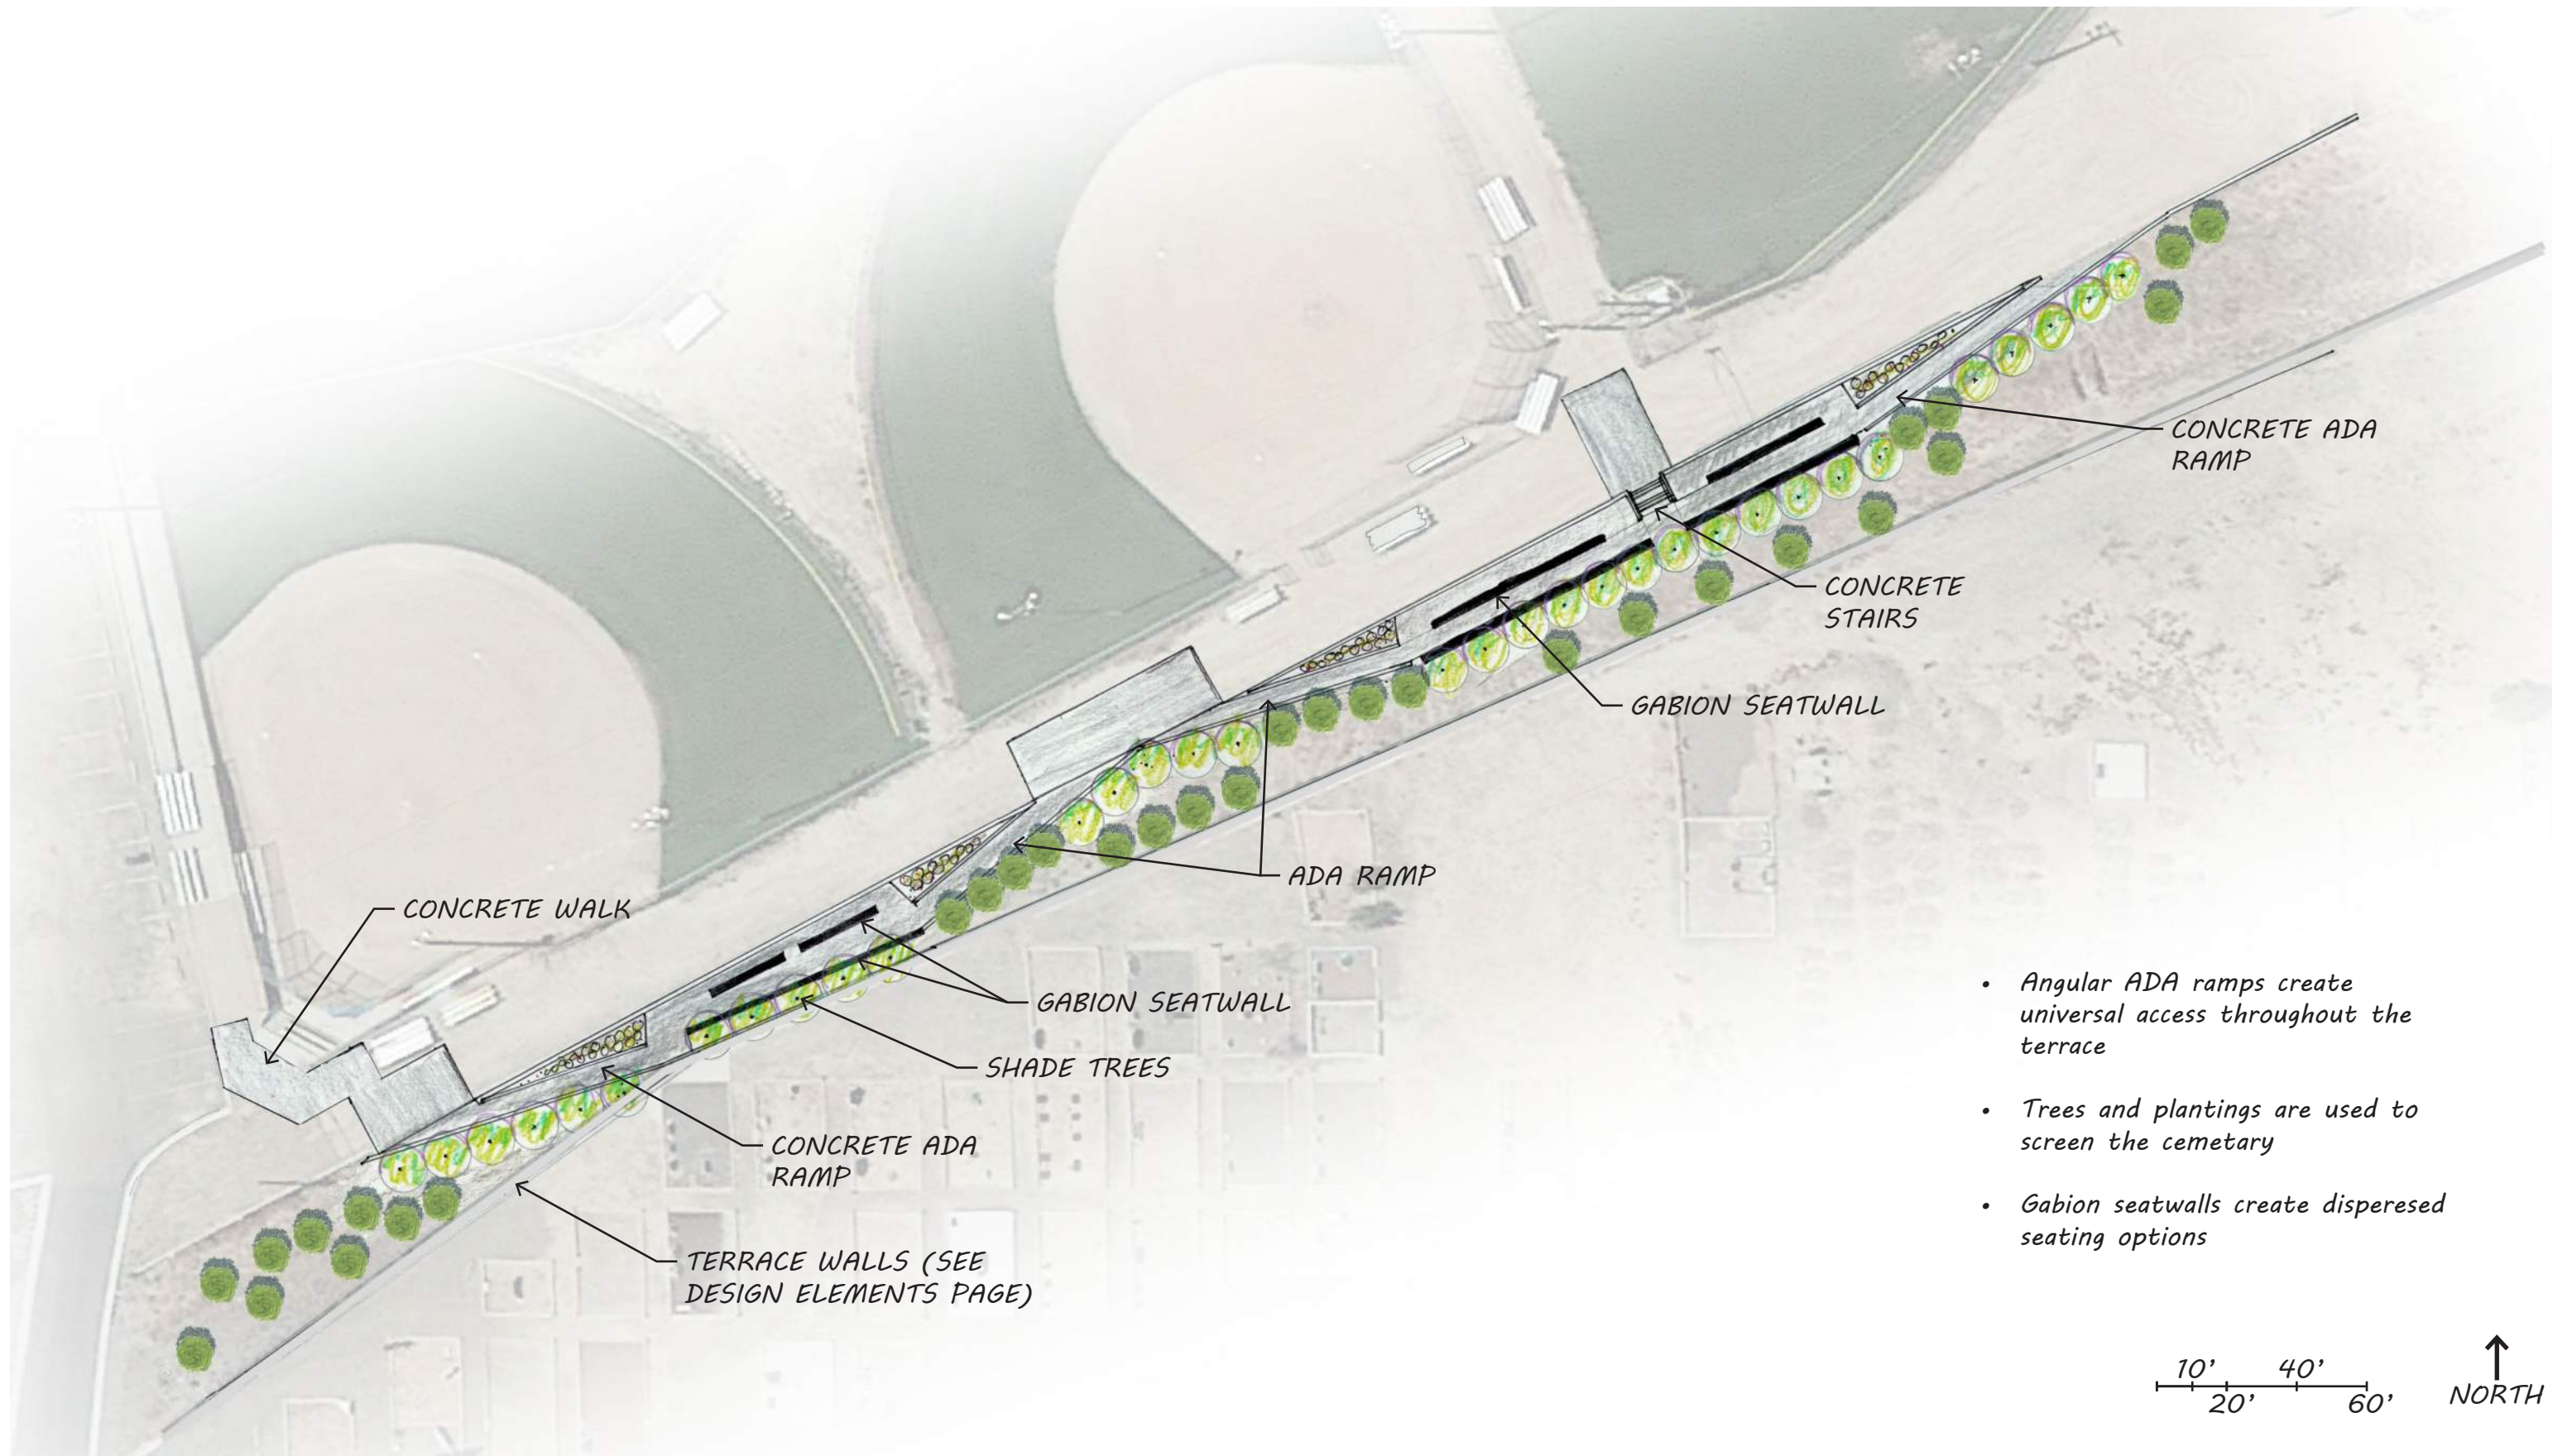 CONCRETE ADA
RAMP
CONCRETE
STAIRS
GABION SEATWALL
ADA RAMP
CONCRETE WALK
GABION SEATWALL
SHADE TREES
CONCRETE ADA
RAMP
TERRACE WALLS (SEE
DESIGN ELEMENTS PAGE)
• Angular ADA ramps create
universal access throughout the
terrace
• Trees and plantings are used to
screen the cemetary
• Gabion seatwalls create disperesed
seating options
10' 40'
20' 60'
NORTH